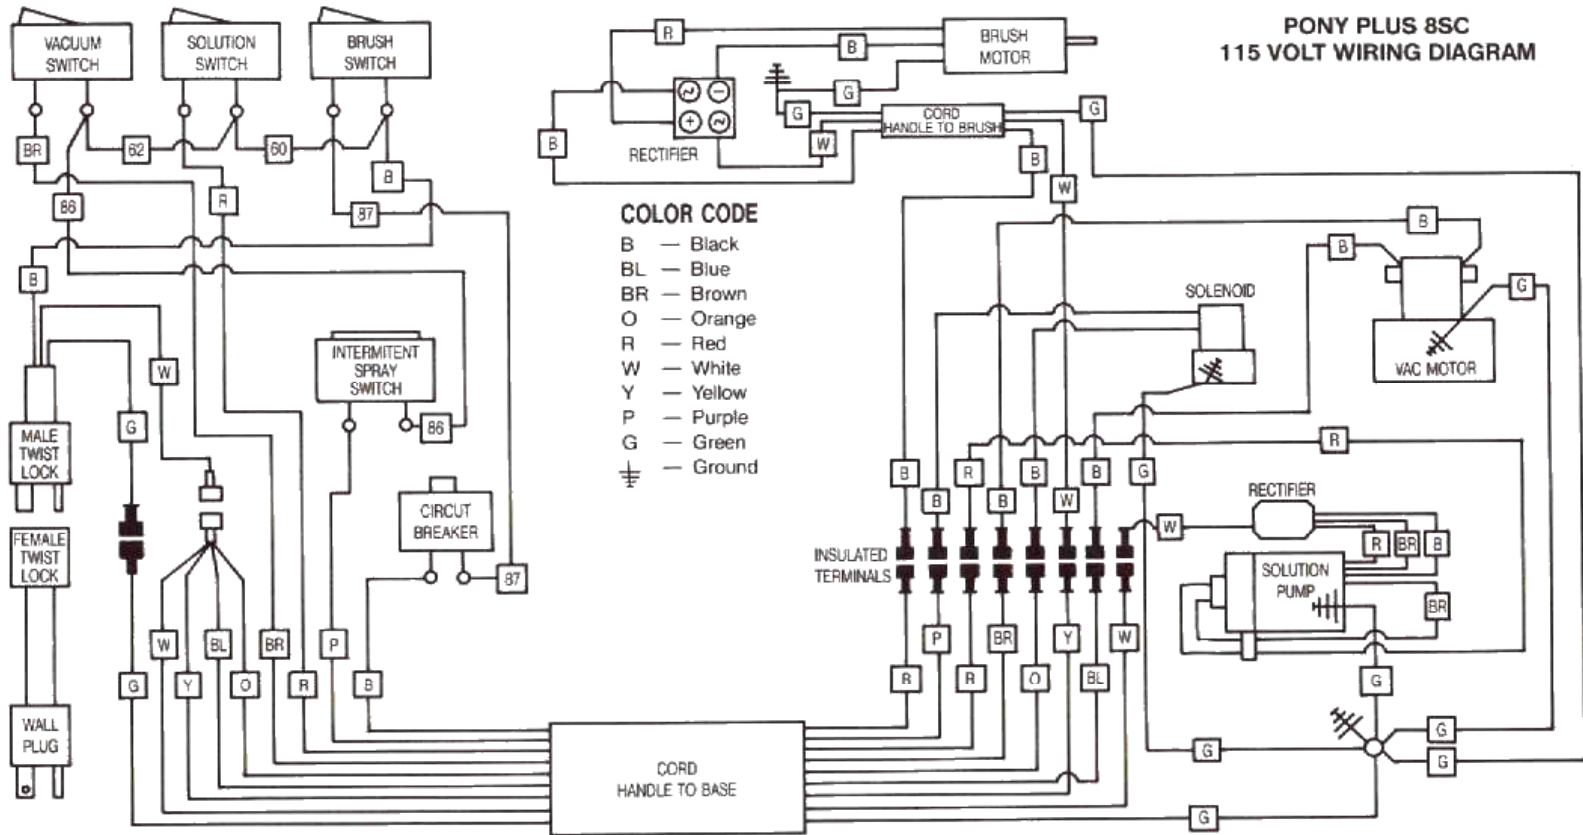 PONY PLUS 8SC
115 VOLT WIRING DIAGRAM
VACUUM
SWITCH
SOLUTION
SWITCH
BRUSH
SWITCH
BRUSH
MOTOR
R
B
G
G
CORD
HANDLE TO BRUSH
G
RECTIFIER
W
B
B
W
BR
62
60
B
86
R
87
B
COLOR CODE
B — Black
BL — Blue
BR — Brown
O — Orange
R — Red
W — White
Y — Yellow
P — Purple
G — Green
— Ground
B
B
G
SOLENOID
VAC MOTOR
INTERMITENT
SPRAY
SWITCH
86
W
G
MALE
TWIST
LOCK
FEMALE
TWIST
LOCK
WALL
PLUG
CIRCUT
BREAKER
87
R
B
B
R
B
B
W
B
G
W
INSULATED
TERMINALS
RECTIFIER
R
BR
B
SOLUTION
PUMP
BR
G
W
Y
BL
O
BR
R
P
B
B
P
R
BR
O
Y
BL
W
G
G
G
G
G
CORD
HANDLE TO BASE